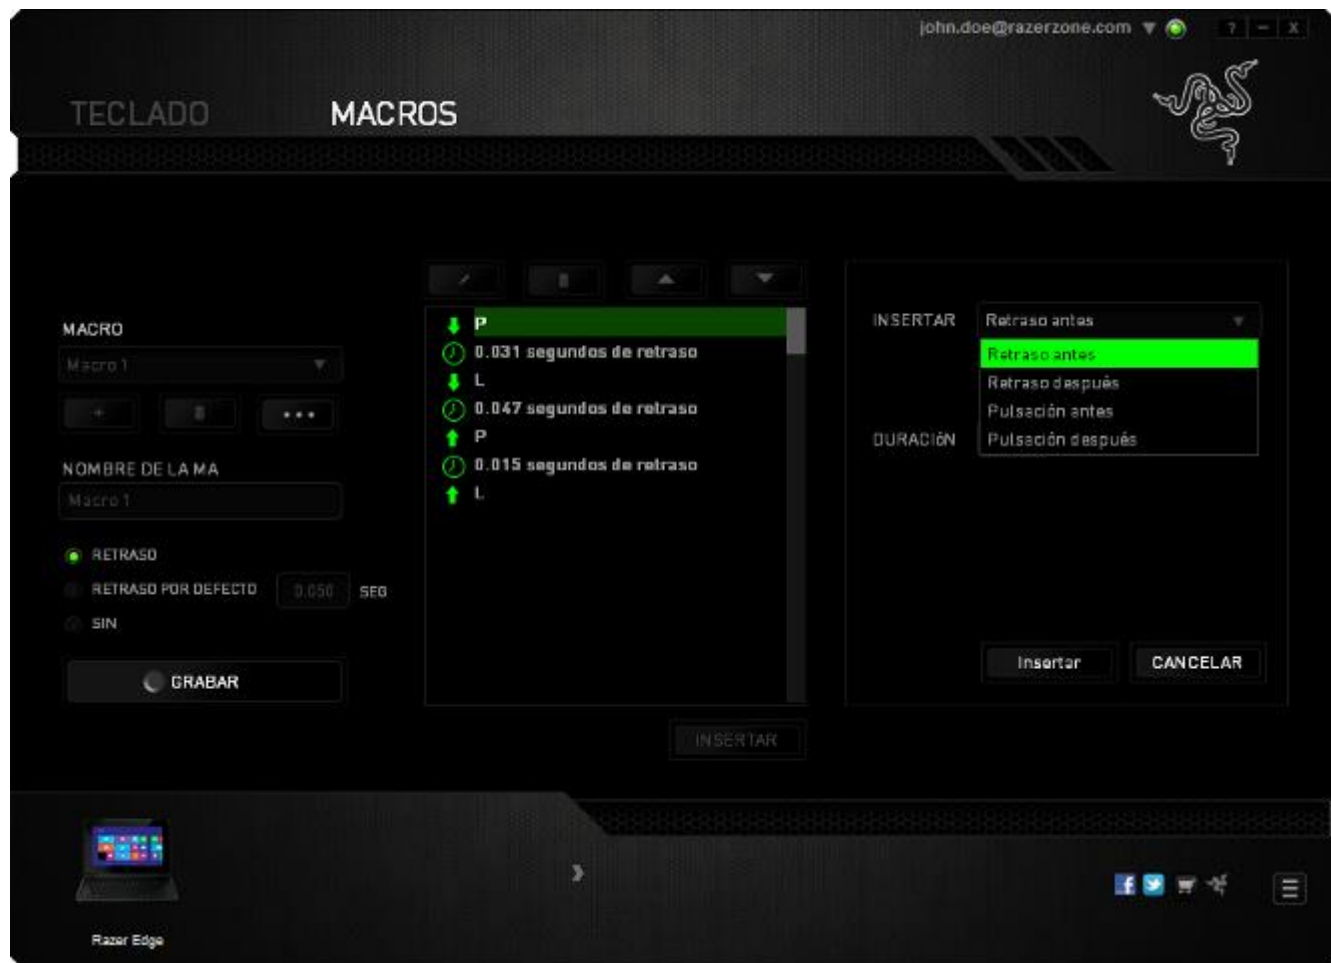 john.doe@razerzone.com
? – X
TECLADO
MACROS
MACRO
Macro 1
NOMBRE DE LA MA
Macro 1
RETRASO
RETRASO POR DEFECTO 0.050 SEG
SIN
GRABAR
P
0.031 segundos de retraso
L
0.047 segundos de retraso
P
0.015 segundos de retraso
L
INSERTAR
INSERTAR Retraso antes
Retraso antes
Retraso después
Pulsación antes
DURACIÓN Pulsación después
Insertar
CANCELAR
Razer Edge